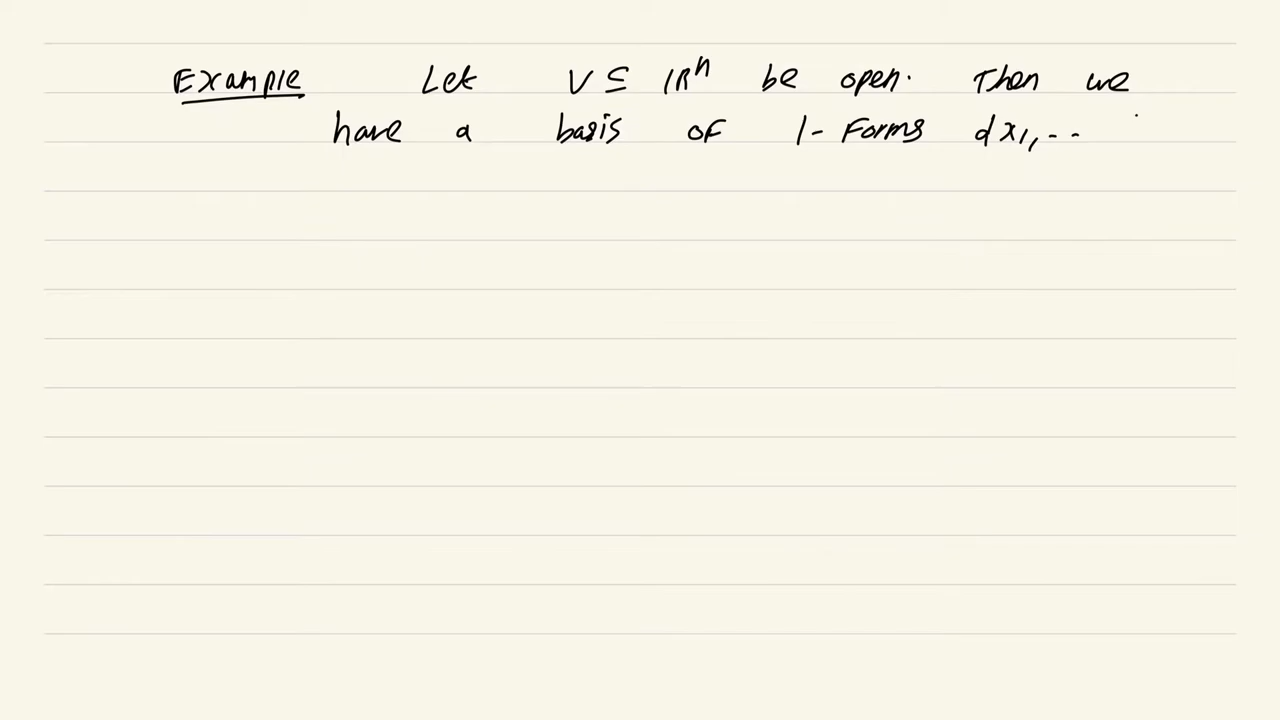 Example Let V ⊆ ℝⁿ be open. Then we
have a basis of 1-forms dx₁,...